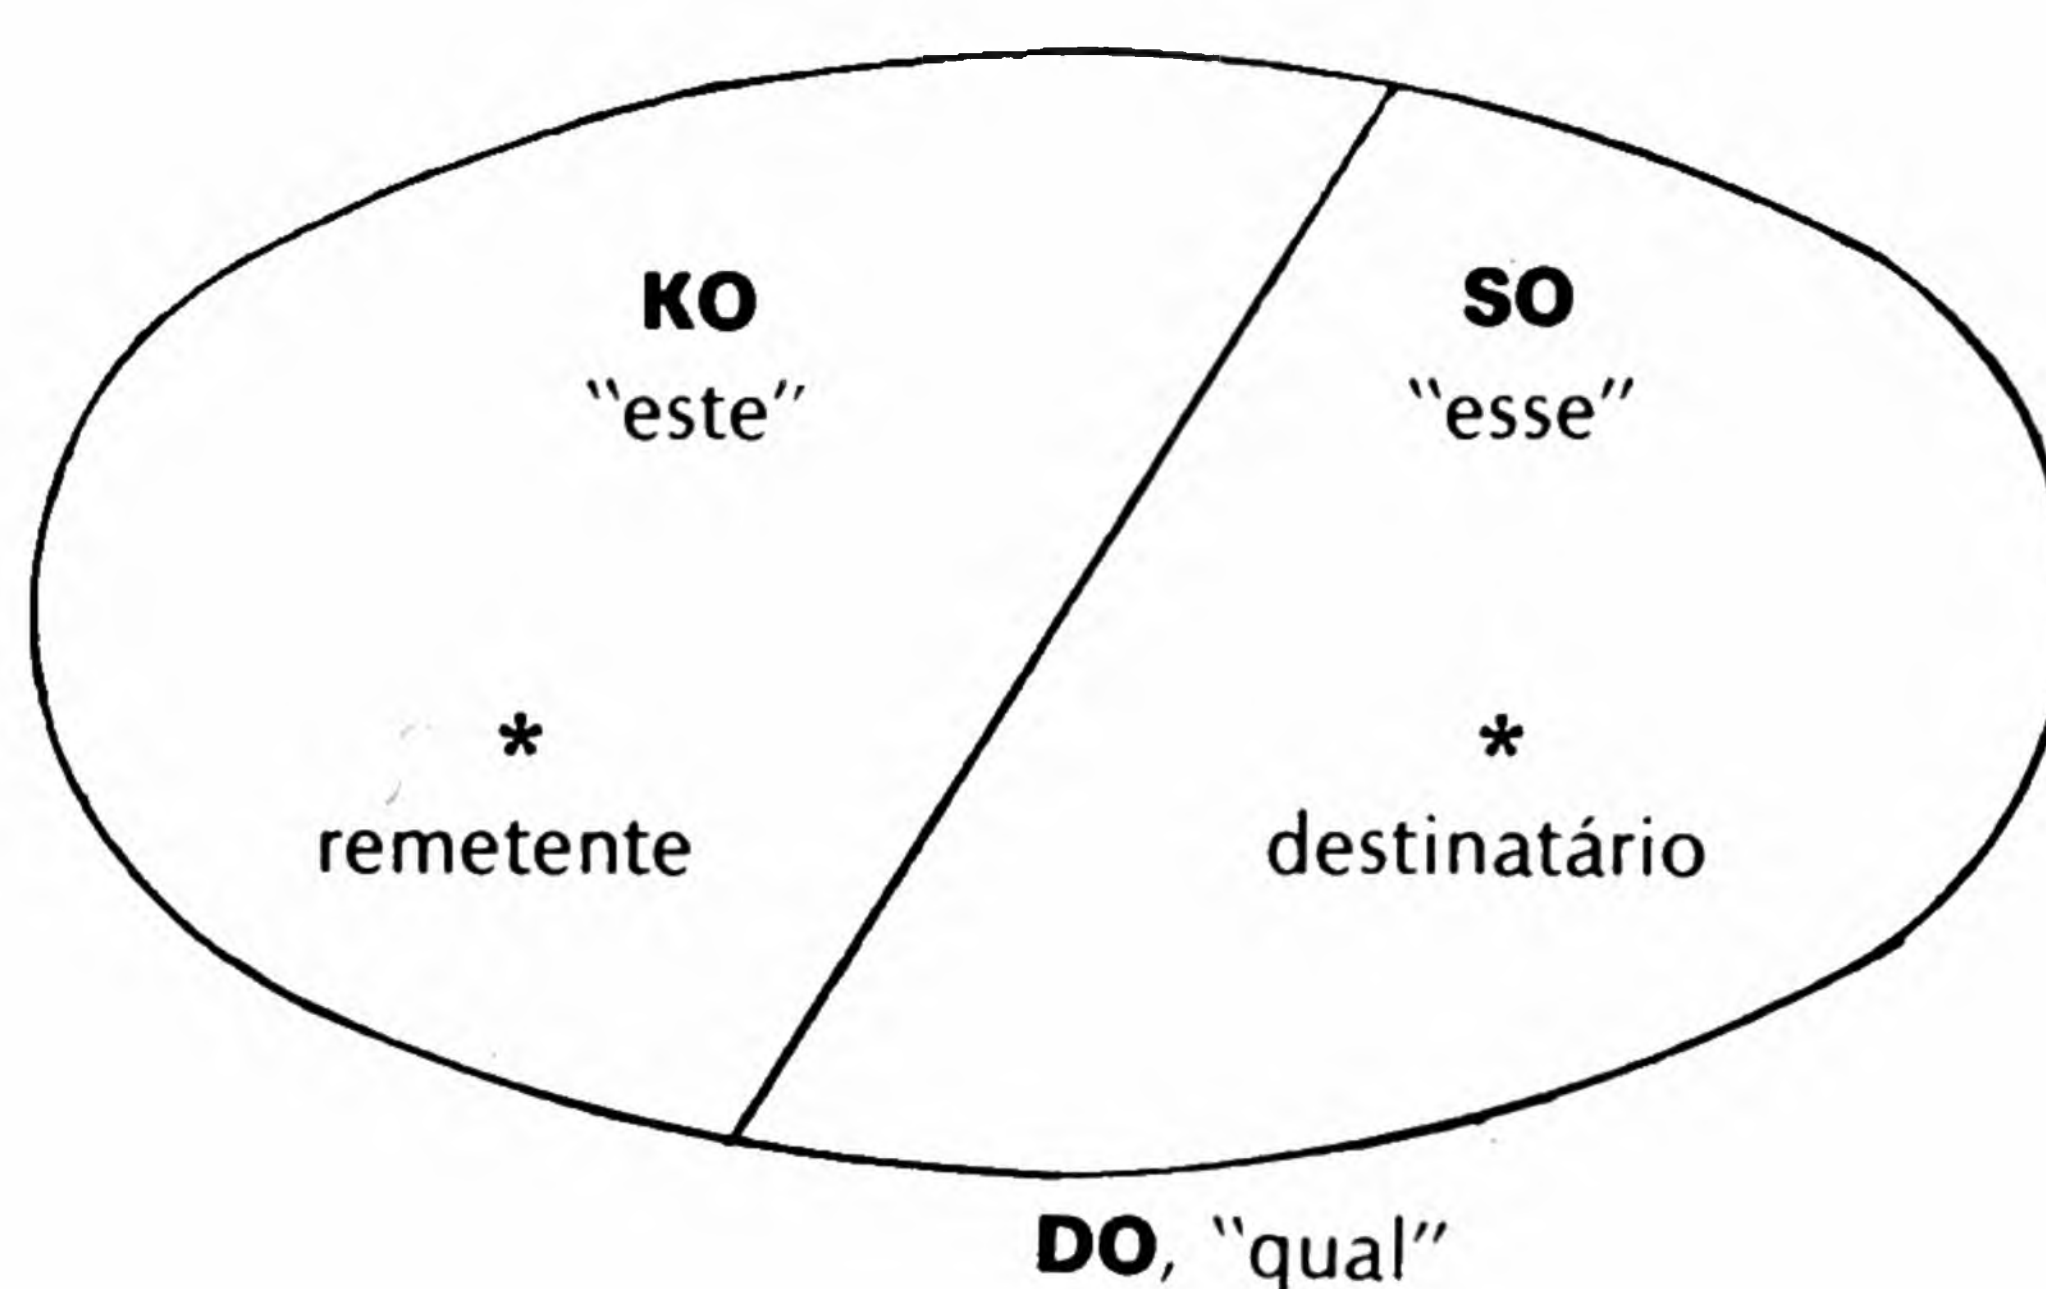 KO
"este"
SO
"esse"
*
remetente
*
destinatário
DO, "qual"